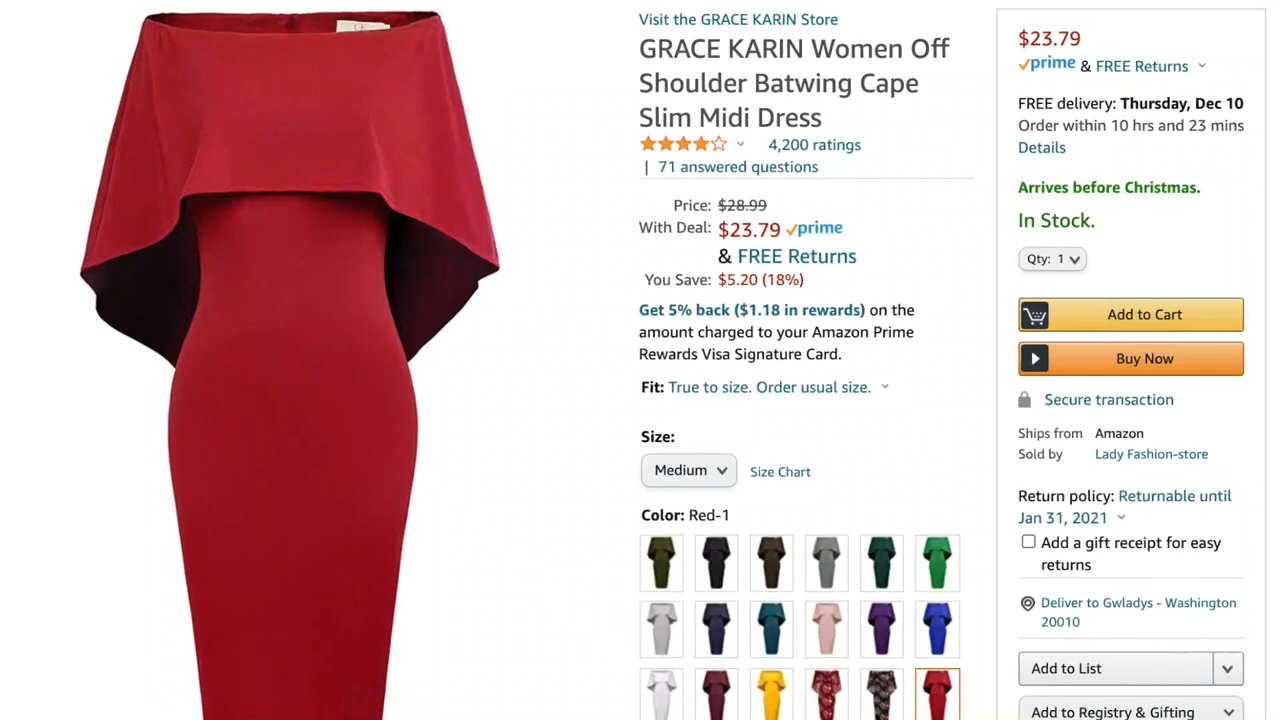 Visit the GRACE KARIN Store
GRACE KARIN Women Off
Shoulder Batwing Cape
Slim Midi Dress
4,200 ratings
| 71 answered questions
Price: $28.99
With Deal: $23.79 prime
& FREE Returns
You Save: $5.20 (18%)
Get 5% back ($1.18 in rewards) on the
amount charged to your Amazon Prime
Rewards Visa Signature Card.
Fit: True to size. Order usual size.
Size:
Medium Size Chart
Color: Red-1
$23.79
prime & FREE Returns
FREE delivery: Thursday, Dec 10
Order within 10 hrs and 23 mins
Details
Arrives before Christmas.
In Stock.
Qty: 1
Add to Cart
Buy Now
Secure transaction
Ships from Amazon
Sold by Lady Fashion-store
Return policy: Returnable until
Jan 31, 2021
Add a gift receipt for easy
returns
Deliver to Gwladys - Washington
20010
Add to List
Add to Registry & Gifting